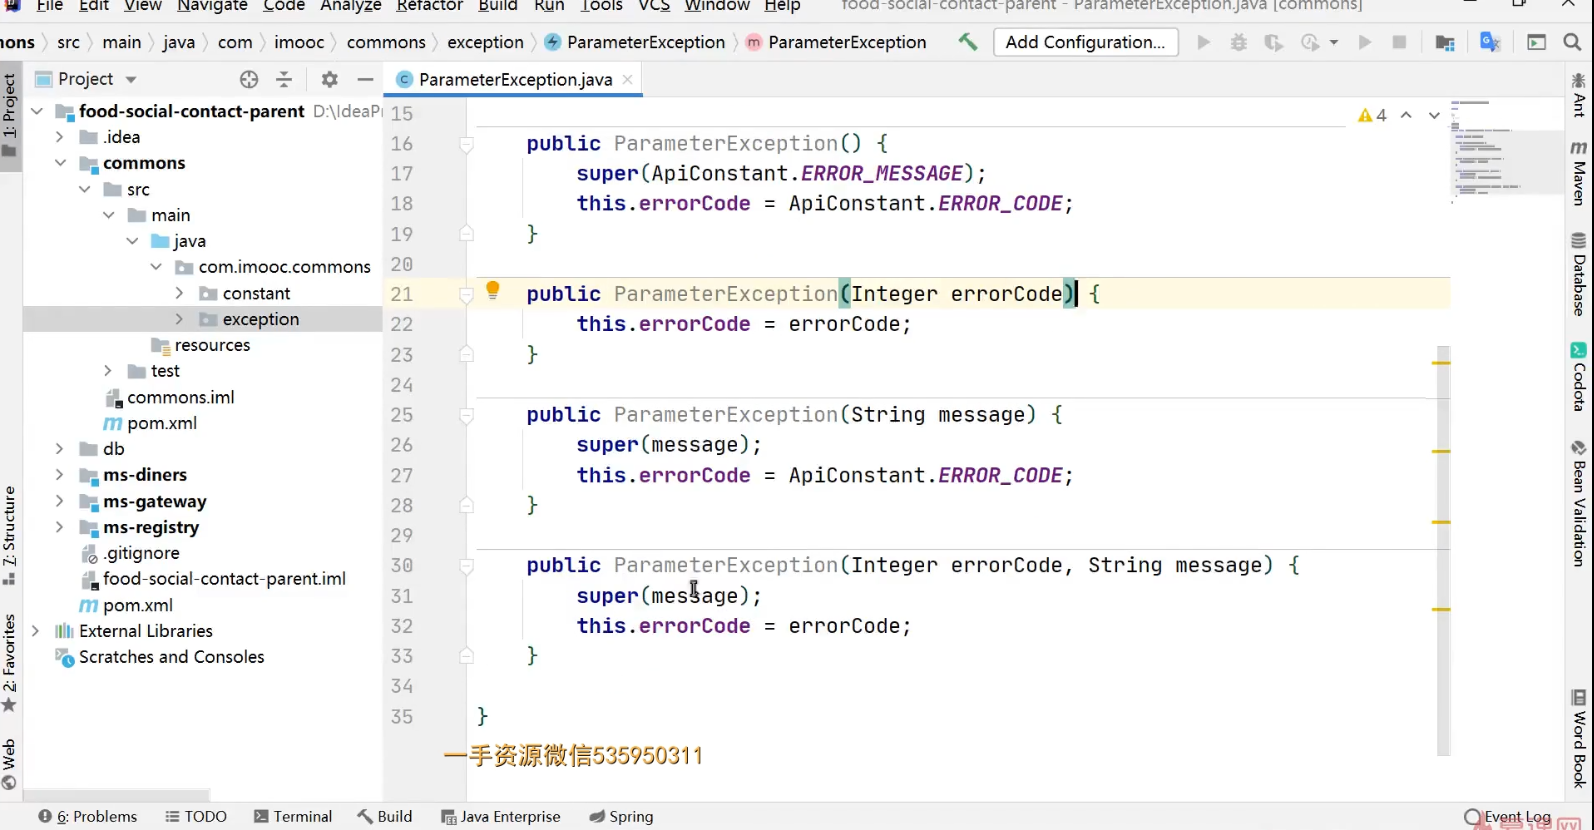 File Edit View Navigate Code Analyze Refactor Build Run Tools VCS Window Help food-social-contact-parent - ParameterException.java [commons]
src main java com imooc commons exception ParameterException ParameterException Add Configuration...
Project
ParameterException.java
1: Project
food-social-contact-parent
.idea
commons
src
main
java
com.imooc.commons
constant
exception
resources
test
commons.iml
pom.xml
db
ms-diners
ms-gateway
ms-registry
.gitignore
food-social-contact-parent.iml
pom.xml
External Libraries
Scratches and Consoles
7: Structure
2: Favorites
Web
4
15
16 public ParameterException() {
17 super(ApiConstant.ERROR_MESSAGE);
18 this.errorCode = ApiConstant.ERROR_CODE;
19 }
20
21 public ParameterException(Integer errorCode) {
22 this.errorCode = errorCode;
23 }
24
25 public ParameterException(String message) {
26 super(message);
27 this.errorCode = ApiConstant.ERROR_CODE;
28 }
29
30 public ParameterException(Integer errorCode, String message) {
31 super(message);
32 this.errorCode = errorCode;
33 }
34
35 }
一手资源微信535950311
Ant
Maven
Database
Codota
Bean Validation
Word Book
6: Problems TODO Terminal Build Java Enterprise Spring Event Log